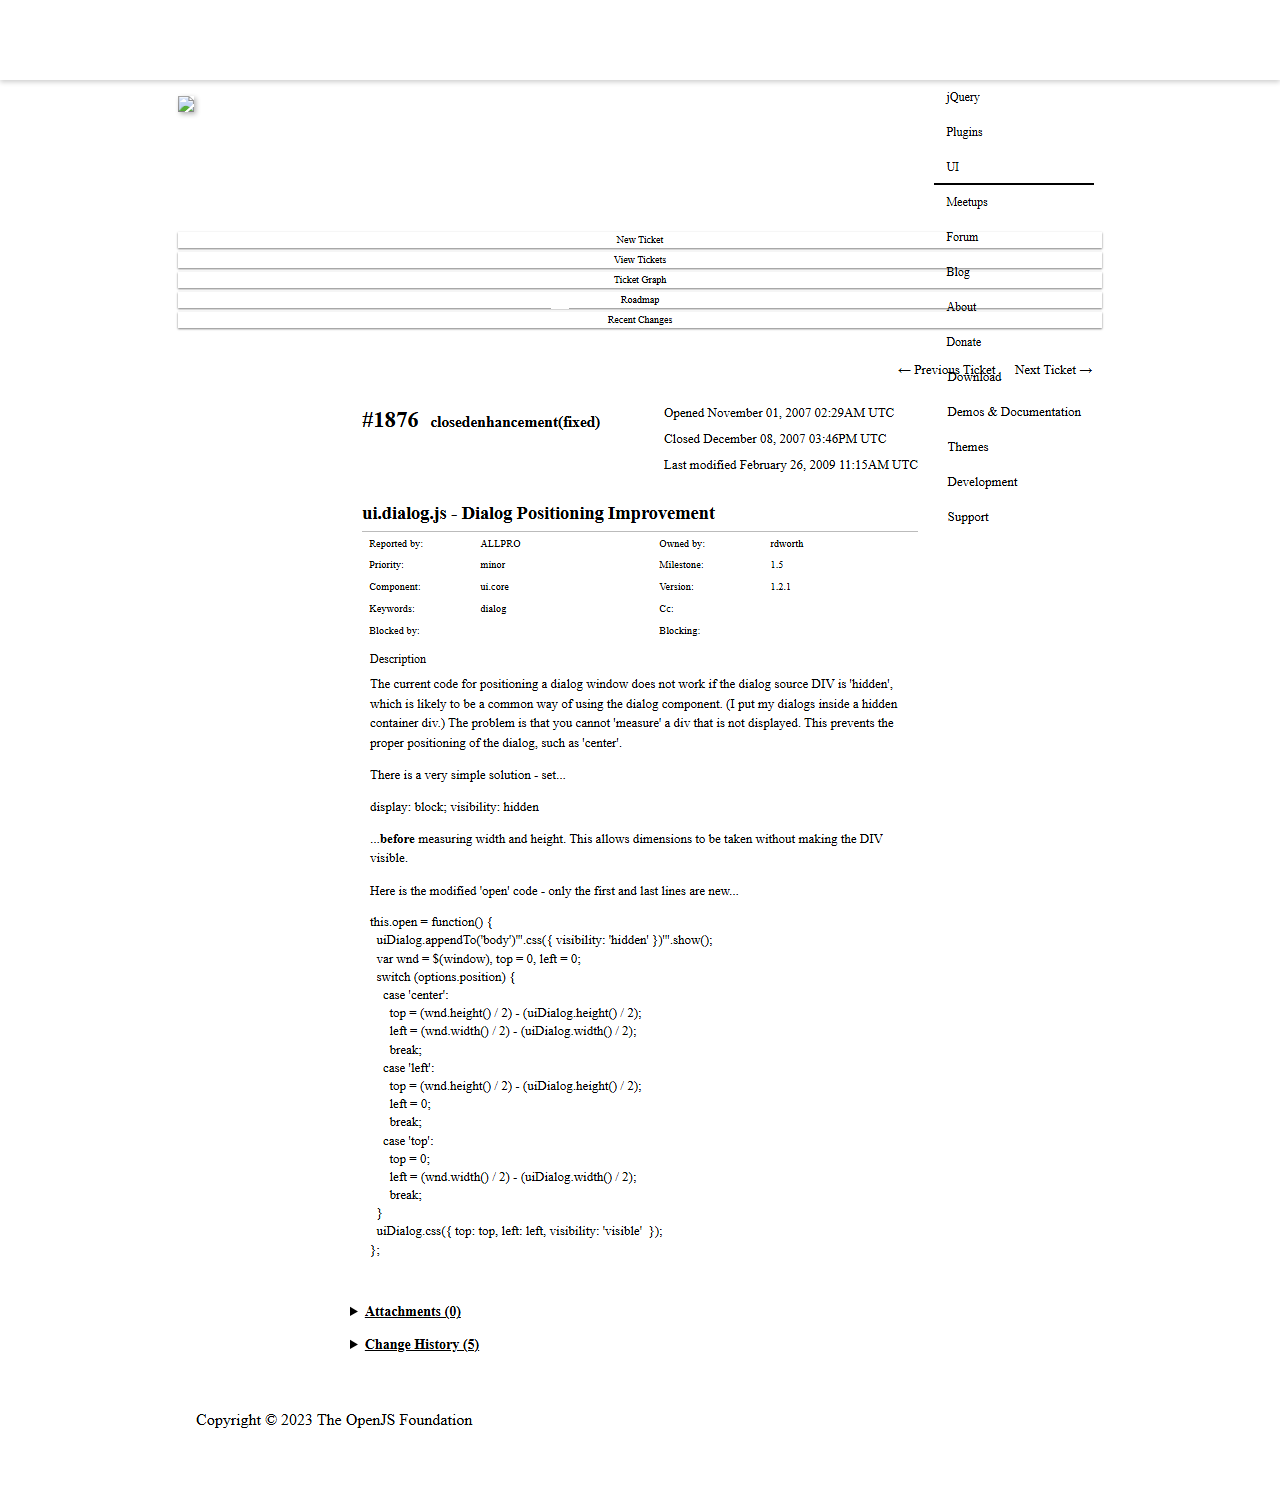 jQuery
Plugins
UI
Meetups
Forum
Blog
About
Donate
Download
Demos & Documentation
Themes
Development
Support
New Ticket
View Tickets
Ticket Graph
Roadmap
Recent Changes
← Previous Ticket Next Ticket →
#1876 closedenhancement(fixed)
Opened November 01, 2007 02:29AM UTC
Closed December 08, 2007 03:46PM UTC
Last modified February 26, 2009 11:15AM UTC
ui.dialog.js - Dialog Positioning Improvement
Reported by: ALLPRO Owned by: rdworth
Priority: minor Milestone: 1.5
Component: ui.core Version: 1.2.1
Keywords: dialog Cc:
Blocked by: Blocking:
Description
The current code for positioning a dialog window does not work if the dialog source DIV is 'hidden',
which is likely to be a common way of using the dialog component. (I put my dialogs inside a hidden
container div.) The problem is that you cannot 'measure' a div that is not displayed. This prevents the
proper positioning of the dialog, such as 'center'.
There is a very simple solution - set...
display: block; visibility: hidden
...before measuring width and height. This allows dimensions to be taken without making the DIV
visible.
Here is the modified 'open' code - only the first and last lines are new...
this.open = function() {
  uiDialog.appendTo('body')'''.css({ visibility: 'hidden' })'''.show();
  var wnd = $(window), top = 0, left = 0;
  switch (options.position) {
    case 'center':
      top = (wnd.height() / 2) - (uiDialog.height() / 2);
      left = (wnd.width() / 2) - (uiDialog.width() / 2);
      break;
    case 'left':
      top = (wnd.height() / 2) - (uiDialog.height() / 2);
      left = 0;
      break;
    case 'top':
      top = 0;
      left = (wnd.width() / 2) - (uiDialog.width() / 2);
      break;
  }
  uiDialog.css({ top: top, left: left, visibility: 'visible'  });
};
Attachments (0)
Change History (5)
Copyright © 2023 The OpenJS Foundation